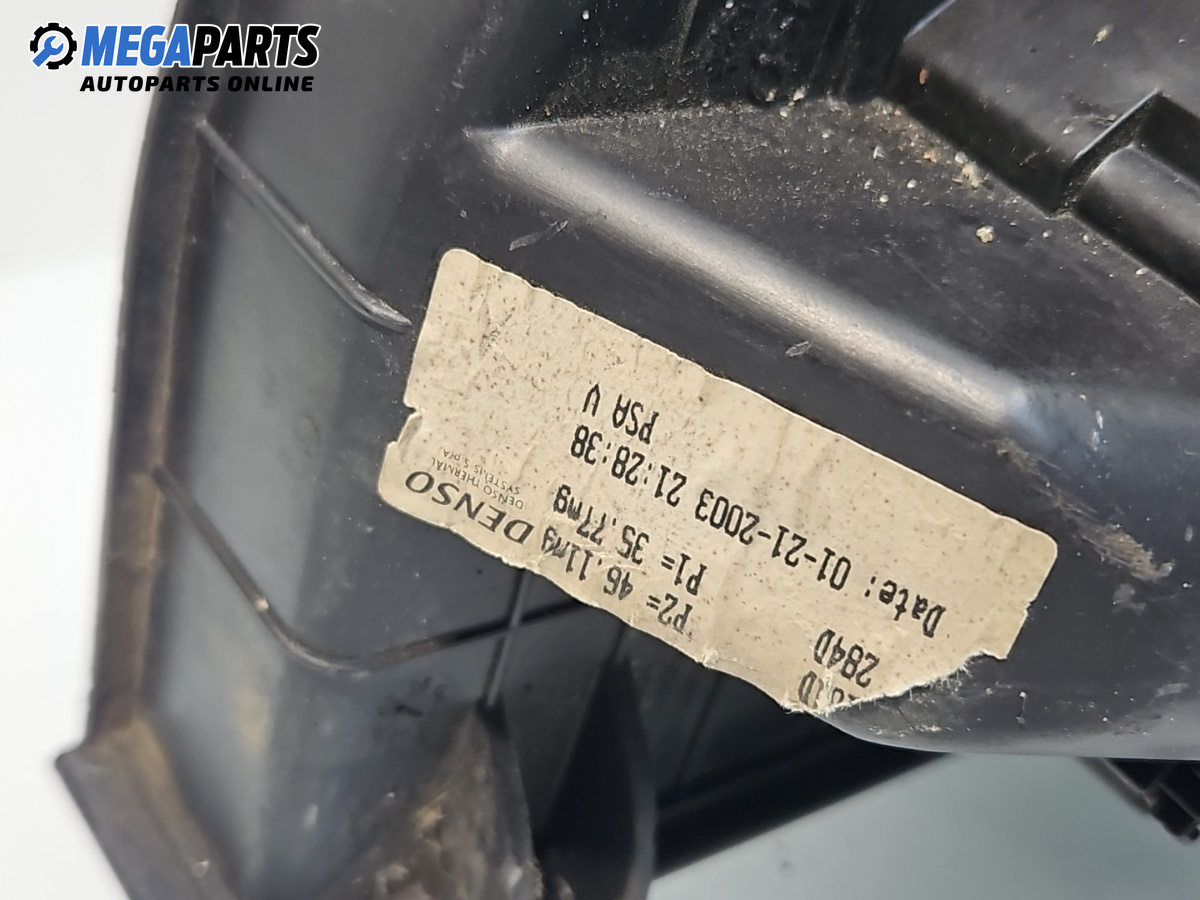 MEGAPARTS
AUTOPARTS ONLINE
284D
P2= 46.11mg DENSO
DENSO THERMAL
SYSTEMS S.p.A.
P1= 35.77mg
Date: 01-21-2003 21:28:38
PSA V